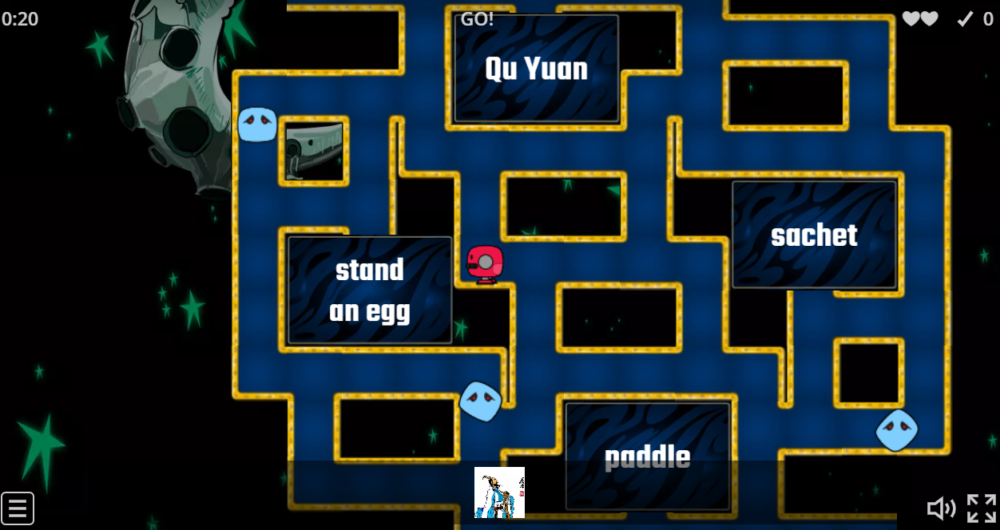 0:20
GO!
0
Qu Yuan
sachet
stand
an egg
paddle